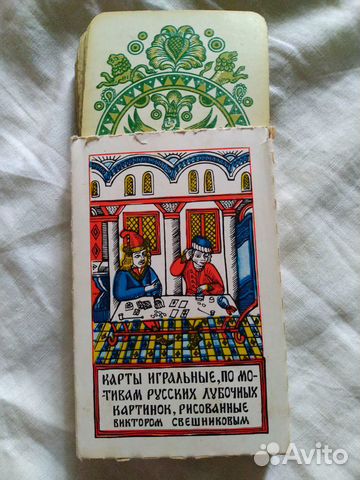 КАРТЫ ИГРАЛЬНЫЕ, ПО МО-
ТИВАМ РУССКИХ ЛУБОЧНЫХ
КАРТИНОК, РИСОВАННЫЕ
ВИКТОРОМ СВЕШНИКОВЫМ
Avito